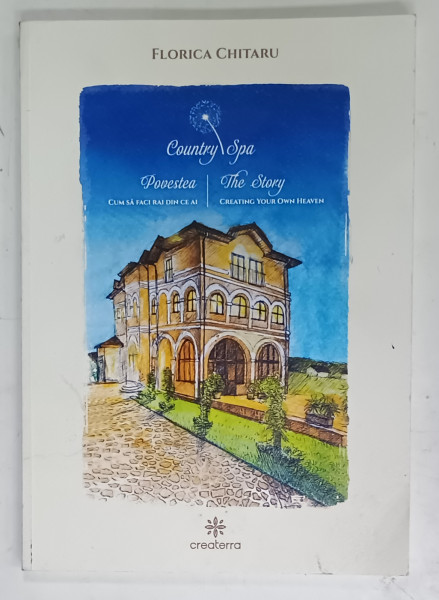 FLORICA CHITARU
Country Spa
Povestea | The Story
CUM SĂ FACI RAI DIN CE AI | CREATING YOUR OWN HEAVEN
createrra